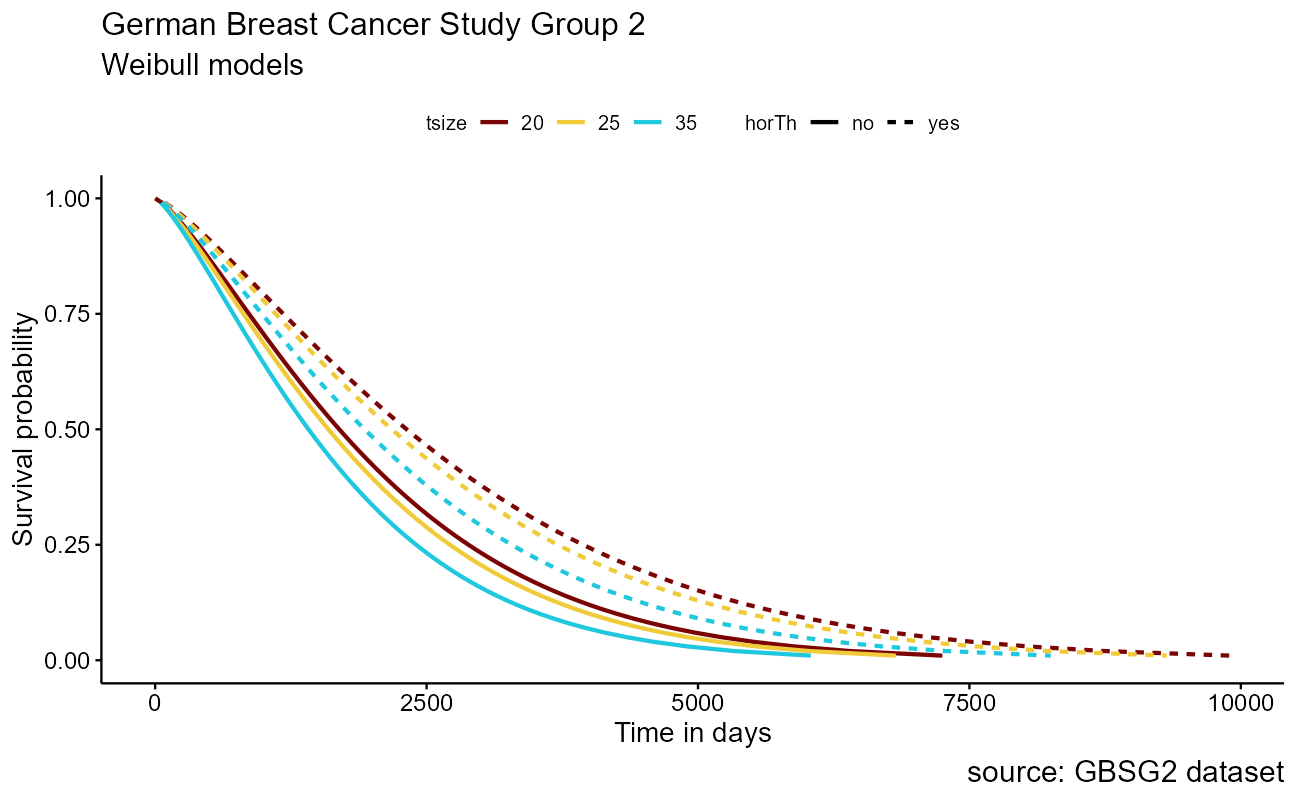 German Breast Cancer Study Group 2
Weibull models
tsize 20 25 35 horTh no yes
1.00
0.75
0.50
0.25
0.00
Survival probability
0 2500 5000 7500 10000
Time in days
source: GBSG2 dataset